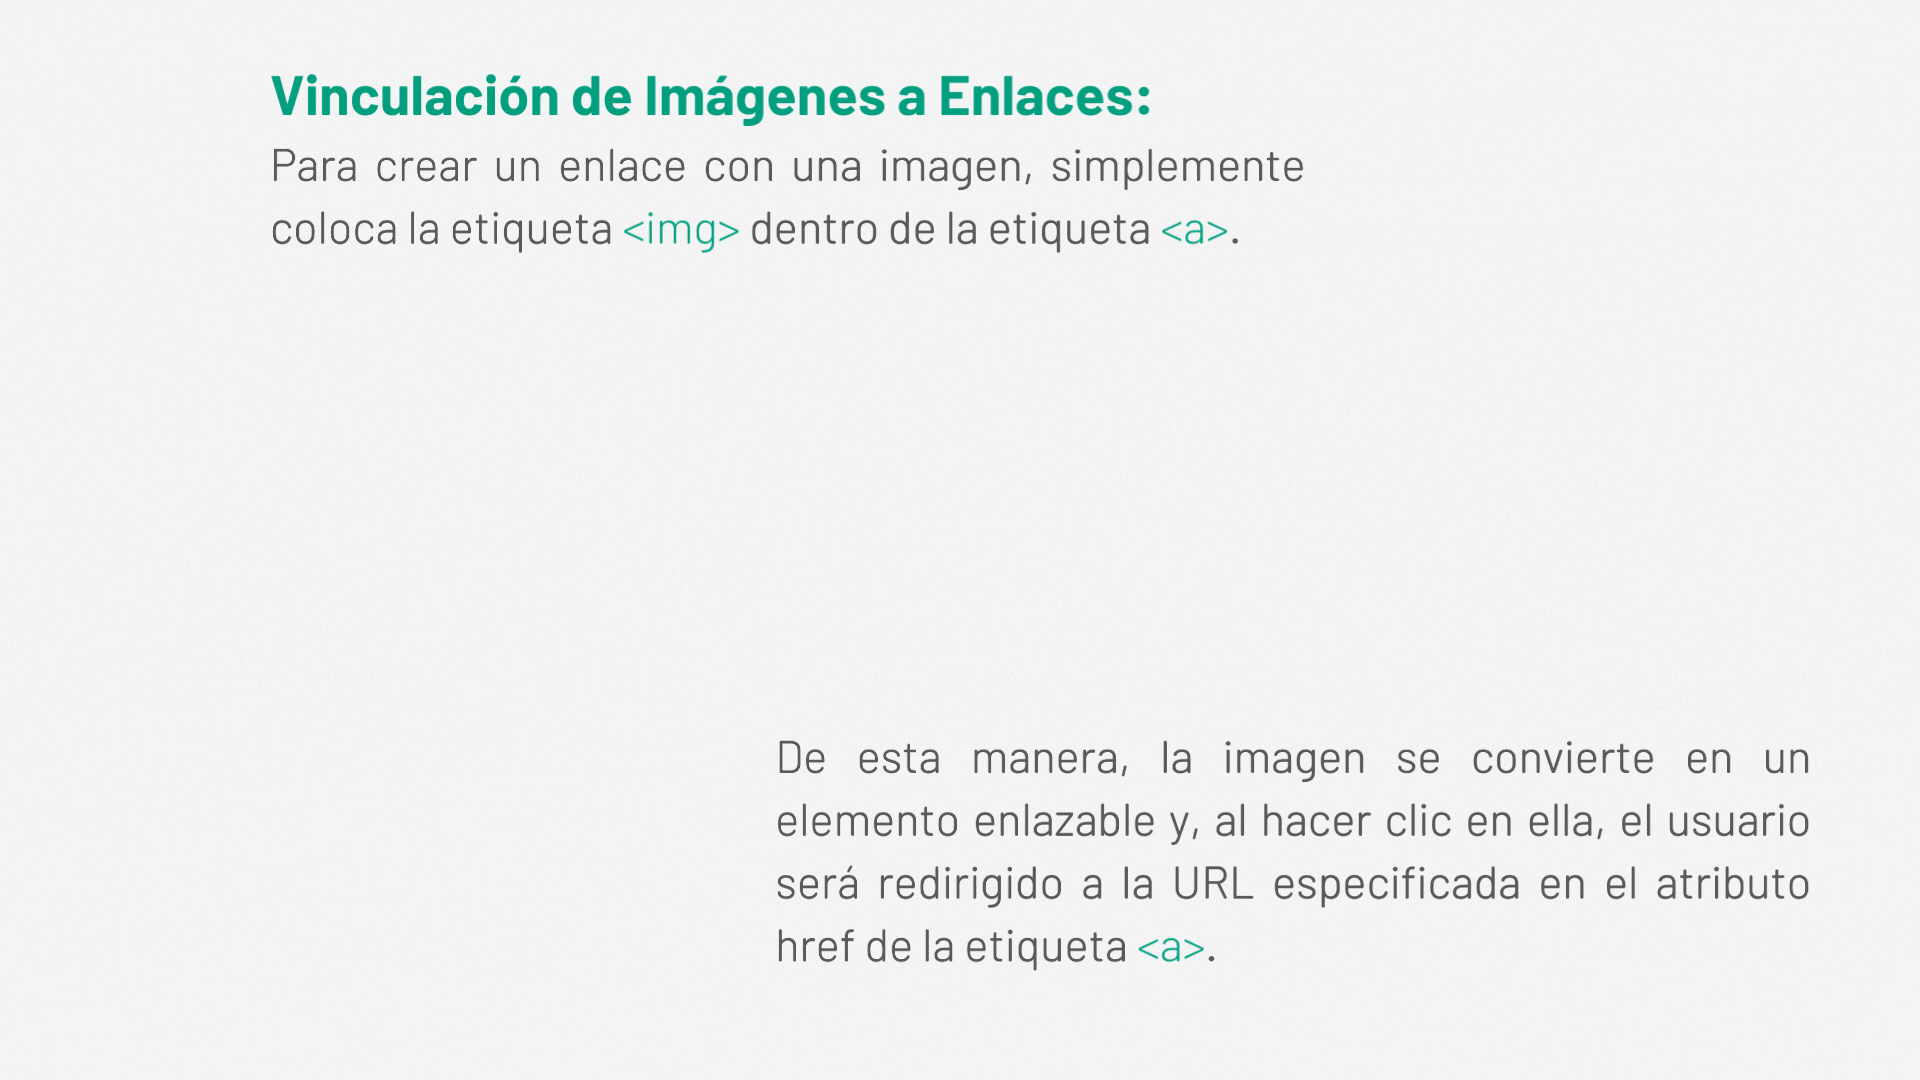 Vinculación de Imágenes a Enlaces:
Para crear un enlace con una imagen, simplemente
coloca la etiqueta <img> dentro de la etiqueta <a>.
De esta manera, la imagen se convierte en un
elemento enlazable y, al hacer clic en ella, el usuario
será redirigido a la URL especificada en el atributo
href de la etiqueta <a>.